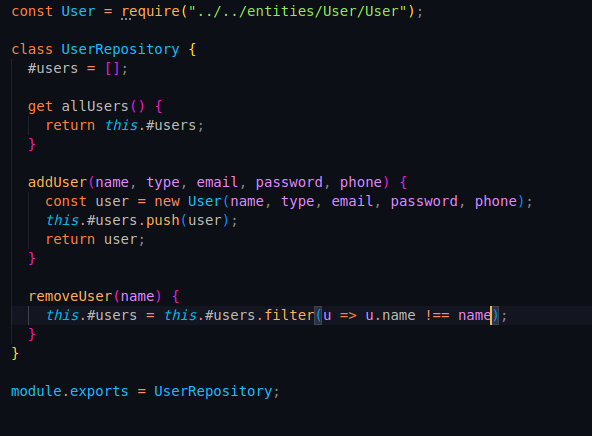 const User = require("../../entities/User/User");
class UserRepository {
#users = [];
get allUsers() {
return this.#users;
}
addUser(name, type, email, password, phone) {
const user = new User(name, type, email, password, phone);
this.#users.push(user);
return user;
}
removeUser(name) {
this.#users = this.#users.filter(u => u.name !== name);
}
}
module.exports = UserRepository;